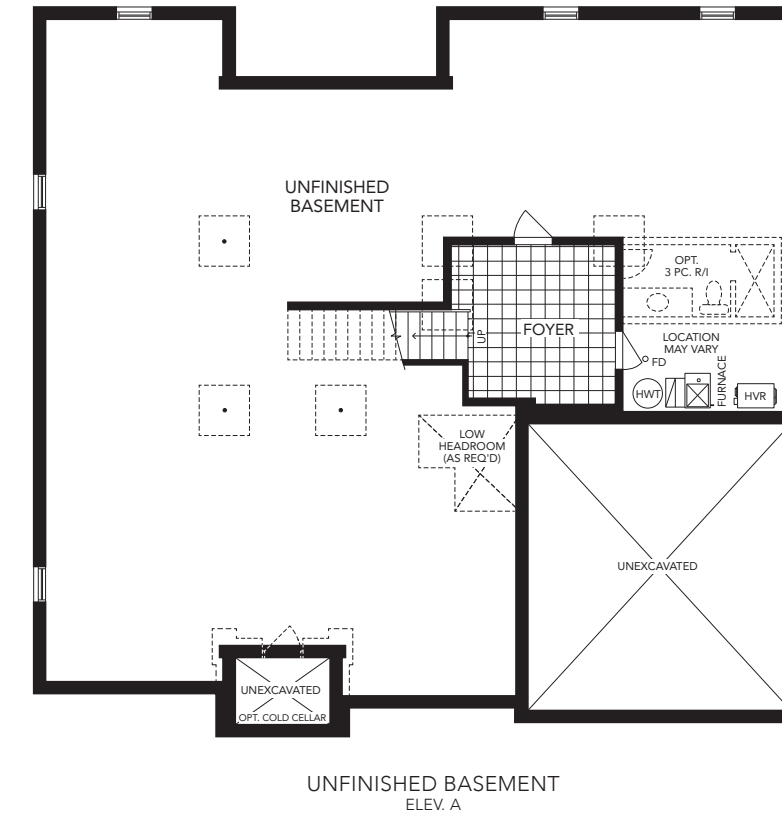 UNFINISHED
BASEMENT
OPT.
3 PC. R/I
UP
FOYER
LOCATION
MAY VARY
FD
FURNACE
HWT
HVR
LOW
HEADROOM
(AS REQ'D)
UNEXCAVATED
UNEXCAVATED
OPT. COLD CELLAR
UNFINISHED BASEMENT
ELEV. A